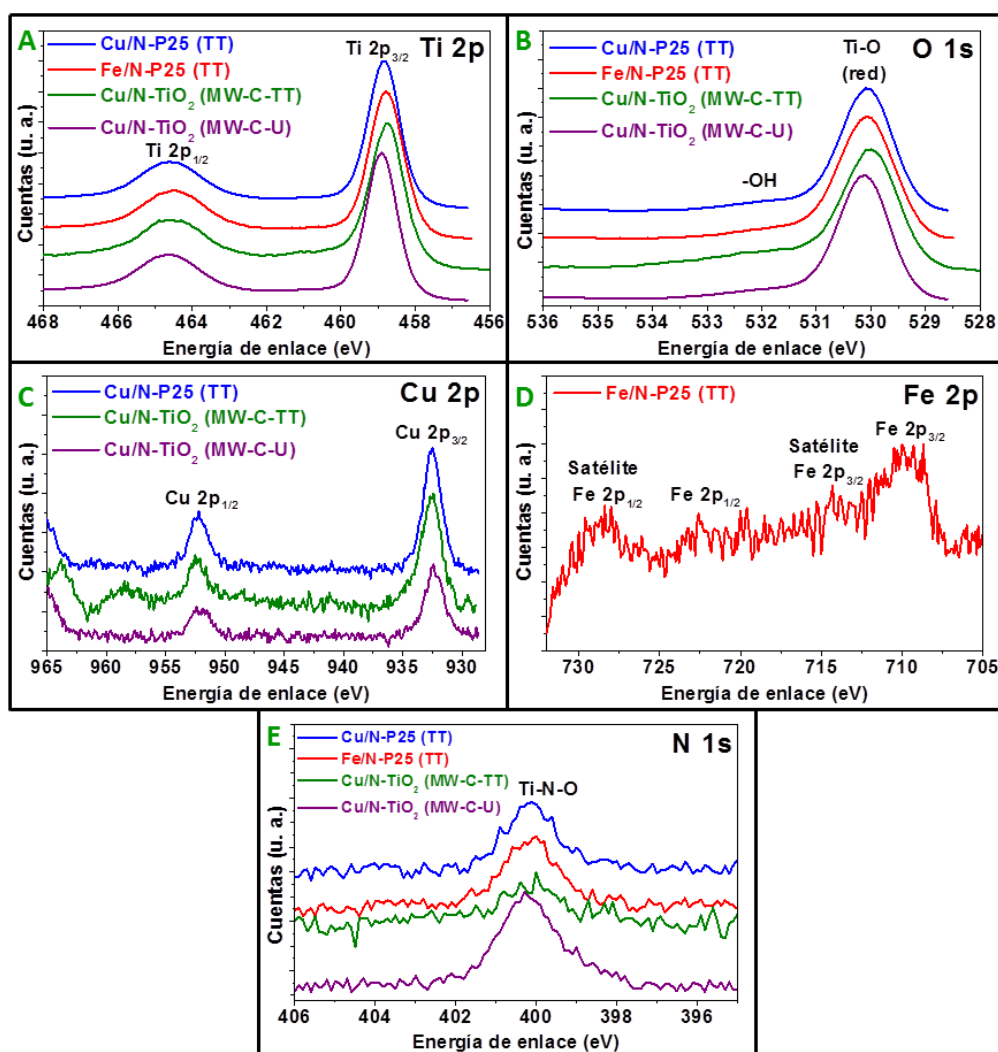 A
Cu/N-P25 (TT)
Fe/N-P25 (TT)
Cu/N-TiO₂ (MW-C-TT)
Cu/N-TiO₂ (MW-C-U)
Ti 2p
Ti 2p₃/₂
Ti 2p₁/₂
Cuentas (u. a.)
468 466 464 462 460 458 456
Energía de enlace (eV)
B
Cu/N-P25 (TT)
Fe/N-P25 (TT)
Cu/N-TiO₂ (MW-C-TT)
Cu/N-TiO₂ (MW-C-U)
O 1s
Ti-O
(red)
-OH
Cuentas (u. a.)
536 535 534 533 532 531 530 529 528
Energía de enlace (eV)
C
Cu/N-P25 (TT)
Cu/N-TiO₂ (MW-C-TT)
Cu/N-TiO₂ (MW-C-U)
Cu 2p
Cu 2p₃/₂
Cu 2p₁/₂
Cuentas (u. a.)
965 960 955 950 945 940 935 930
Energía de enlace (eV)
D
Fe/N-P25 (TT)
Fe 2p
Fe 2p₃/₂
Satélite
Fe 2p₃/₂
Satélite
Fe 2p₁/₂
Fe 2p₁/₂
Cuentas (u. a.)
730 725 720 715 710 705
Energía de enlace (eV)
E
Cu/N-P25 (TT)
Fe/N-P25 (TT)
Cu/N-TiO₂ (MW-C-TT)
Cu/N-TiO₂ (MW-C-U)
N 1s
Ti-N-O
Cuentas (u. a.)
406 404 402 400 398 396
Energía de enlace (eV)